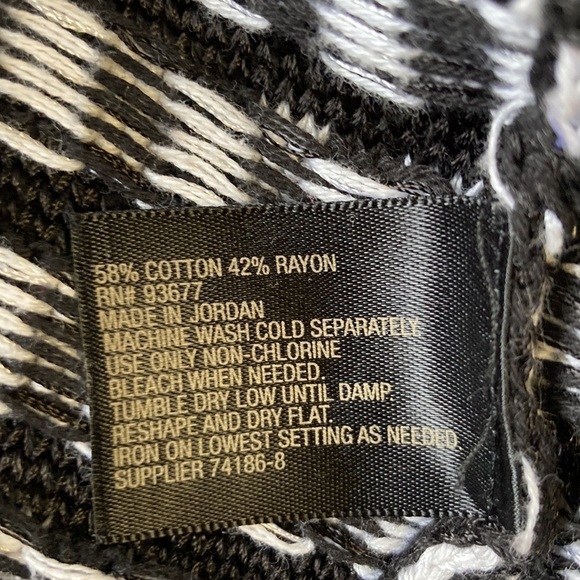 58% COTTON 42% RAYON
RN# 93677
MADE IN JORDAN
MACHINE WASH COLD SEPARATELY.
USE ONLY NON-CHLORINE
BLEACH WHEN NEEDED.
TUMBLE DRY LOW UNTIL DAMP.
RESHAPE AND DRY FLAT.
IRON ON LOWEST SETTING AS NEEDED
SUPPLIER 74186-8